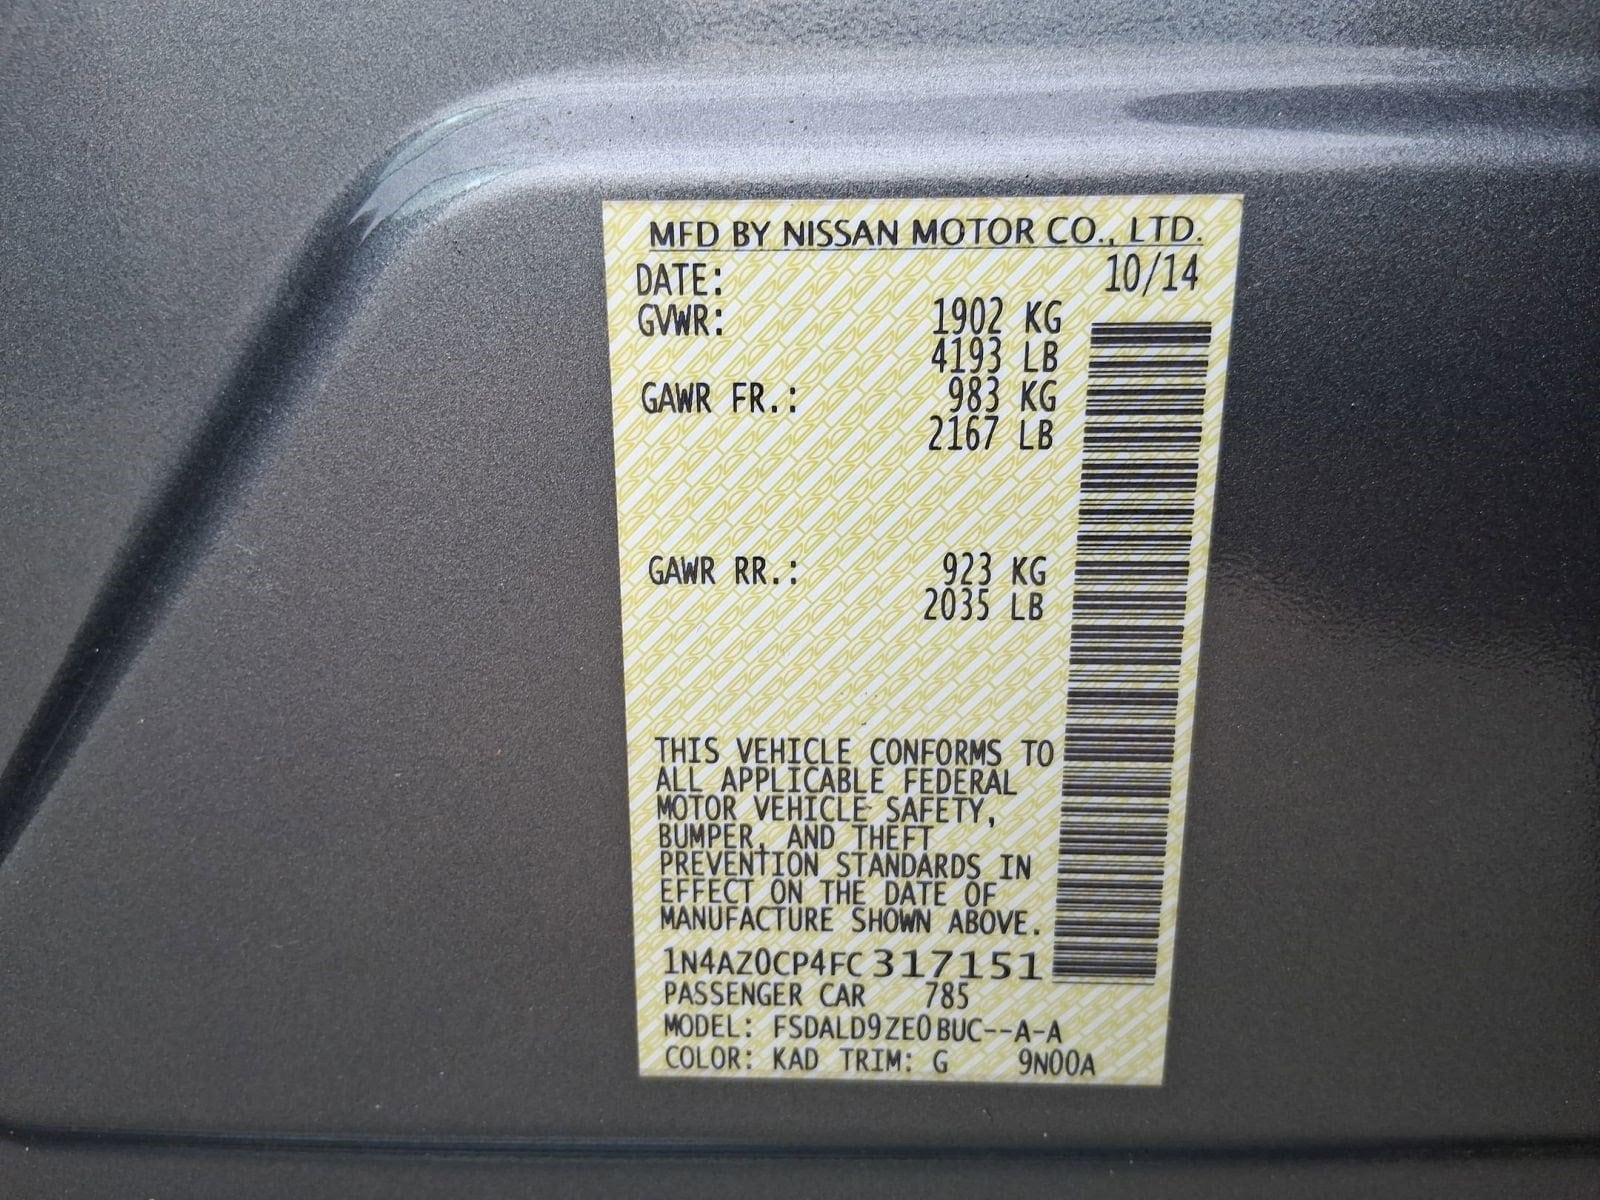 MFD BY NISSAN MOTOR CO., LTD.
DATE: 10/14
GVWR: 1902 KG
4193 LB
GAWR FR.: 983 KG
2167 LB
GAWR RR.: 923 KG
2035 LB
THIS VEHICLE CONFORMS TO
ALL APPLICABLE FEDERAL
MOTOR VEHICLE SAFETY,
BUMPER, AND THEFT
PREVENTION STANDARDS IN
EFFECT ON THE DATE OF
MANUFACTURE SHOWN ABOVE.
1N4AZ0CP4FC317151
PASSENGER CAR 785
MODEL: FSDALD9ZE0BUC--A-A
COLOR: KAD TRIM: G 9N00A